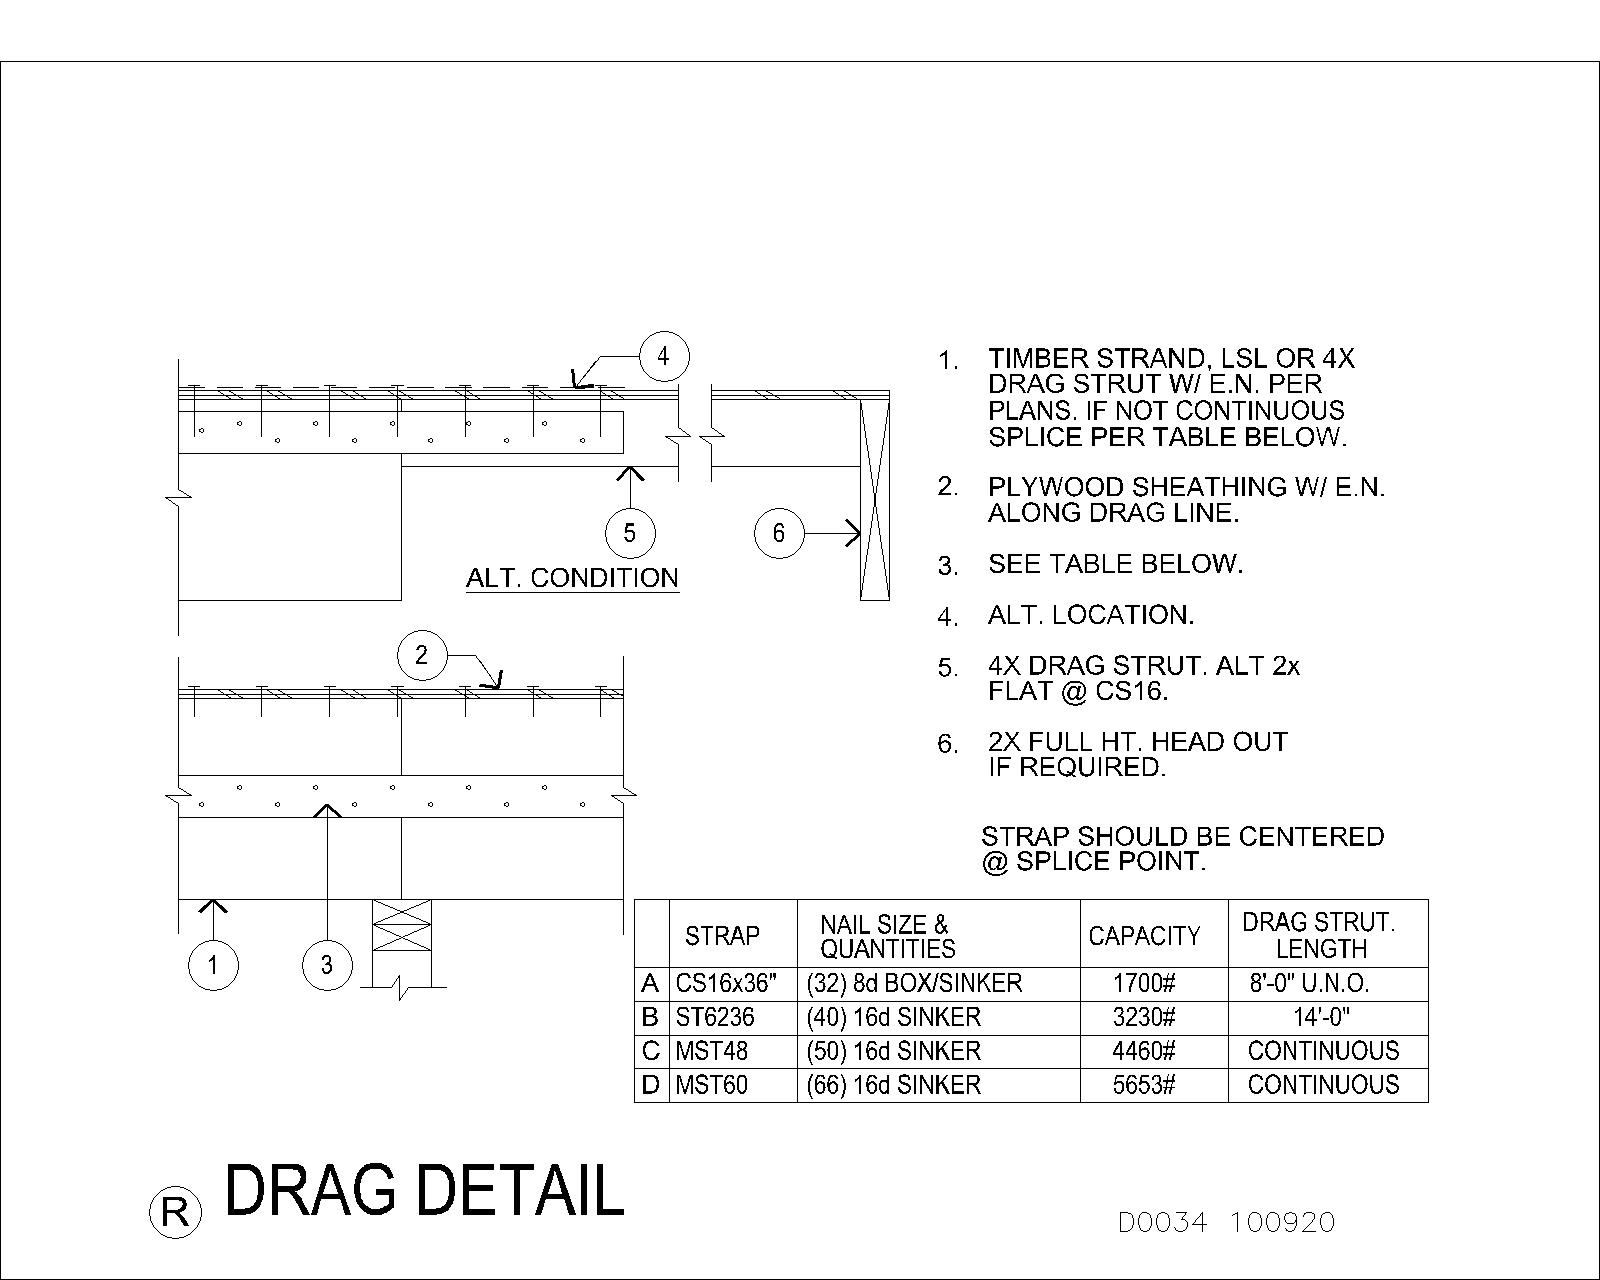 4
5
6
ALT. CONDITION
2
1
3
1. TIMBER STRAND, LSL OR 4X
DRAG STRUT W/ E.N. PER
PLANS. IF NOT CONTINUOUS
SPLICE PER TABLE BELOW.
2. PLYWOOD SHEATHING W/ E.N.
ALONG DRAG LINE.
3. SEE TABLE BELOW.
4. ALT. LOCATION.
5. 4X DRAG STRUT. ALT 2x
FLAT @ CS16.
6. 2X FULL HT. HEAD OUT
IF REQUIRED.
STRAP SHOULD BE CENTERED
@ SPLICE POINT.
STRAP NAIL SIZE & QUANTITIES CAPACITY DRAG STRUT. LENGTH
A CS16x36" (32) 8d BOX/SINKER 1700# 8'-0" U.N.O.
B ST6236 (40) 16d SINKER 3230# 14'-0"
C MST48 (50) 16d SINKER 4460# CONTINUOUS
D MST60 (66) 16d SINKER 5653# CONTINUOUS
R DRAG DETAIL
D0034 100920